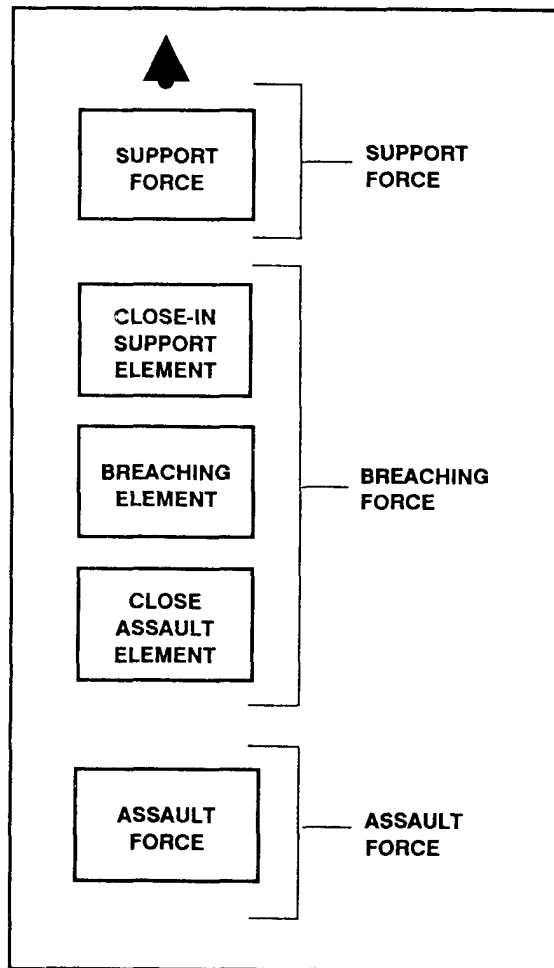 SUPPORT
FORCE
SUPPORT
FORCE
CLOSE-IN
SUPPORT
ELEMENT
BREACHING
ELEMENT
BREACHING
FORCE
CLOSE
ASSAULT
ELEMENT
ASSAULT
FORCE
ASSAULT
FORCE